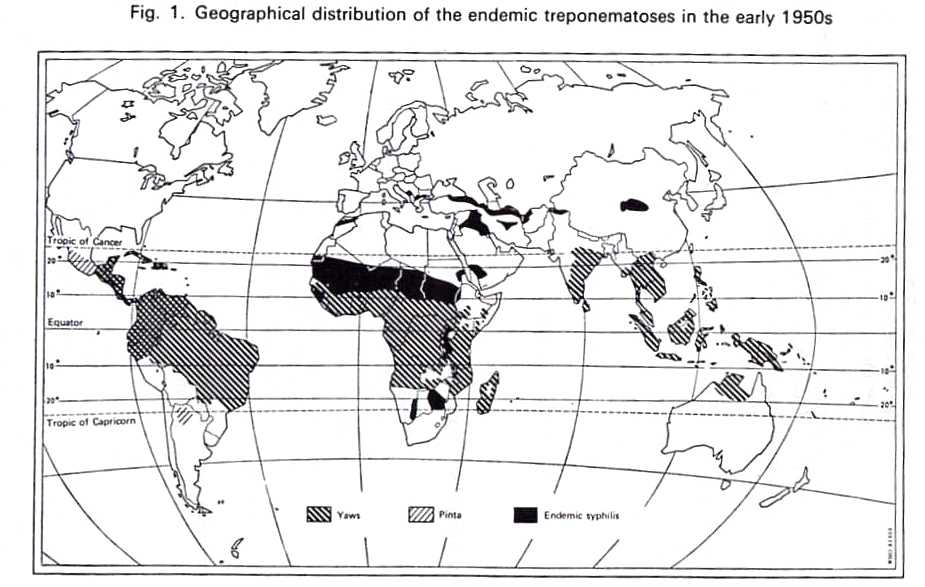 Fig. 1. Geographical distribution of the endemic treponematoses in the early 1950s
Tropic of Cancer
20°
20°
10°
10°
Equator
10°
10°
20°
20°
Tropic of Capricorn
Yaws
Pinta
Endemic syphilis